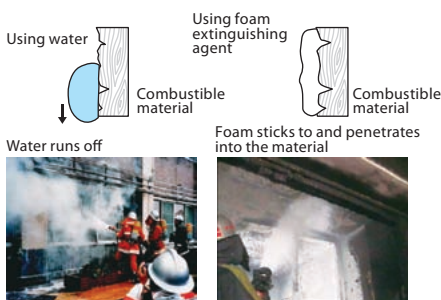 Using water
Combustible
material
Water runs off
Using foam
extinguishing
agent
Combustible
material
Foam sticks to and penetrates
into the material